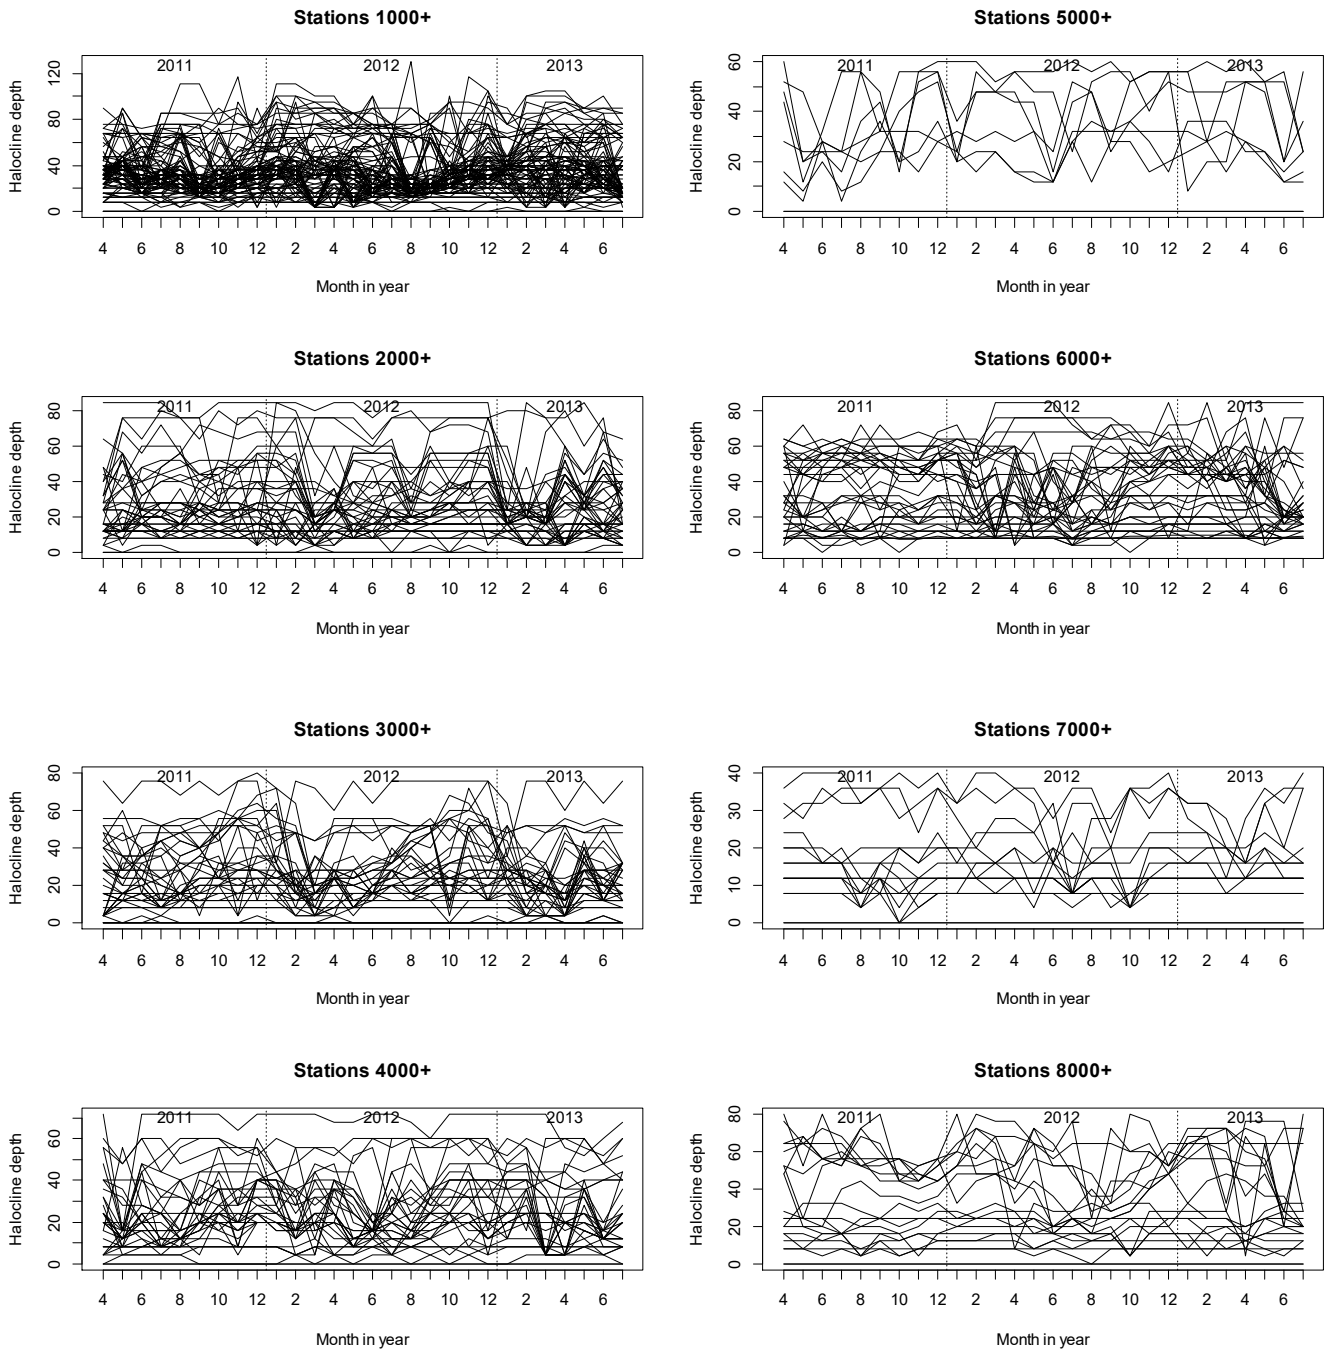 Stations 1000+
2011 2012 2013
Halocline depth
0 40 80 120
4 6 8 10 12 2 4 6 8 10 12 2 4 6
Month in year
Stations 5000+
2011 2012 2013
Halocline depth
0 20 40 60
4 6 8 10 12 2 4 6 8 10 12 2 4 6
Month in year
Stations 2000+
2011 2012 2013
Halocline depth
0 20 40 60 80
4 6 8 10 12 2 4 6 8 10 12 2 4 6
Month in year
Stations 6000+
2011 2012 2013
Halocline depth
0 20 40 60 80
4 6 8 10 12 2 4 6 8 10 12 2 4 6
Month in year
Stations 3000+
2011 2012 2013
Halocline depth
0 20 40 60 80
4 6 8 10 12 2 4 6 8 10 12 2 4 6
Month in year
Stations 7000+
2011 2012 2013
Halocline depth
0 10 20 30 40
4 6 8 10 12 2 4 6 8 10 12 2 4 6
Month in year
Stations 4000+
2011 2012 2013
Halocline depth
0 20 40 60
4 6 8 10 12 2 4 6 8 10 12 2 4 6
Month in year
Stations 8000+
2011 2012 2013
Halocline depth
0 20 40 60 80
4 6 8 10 12 2 4 6 8 10 12 2 4 6
Month in year